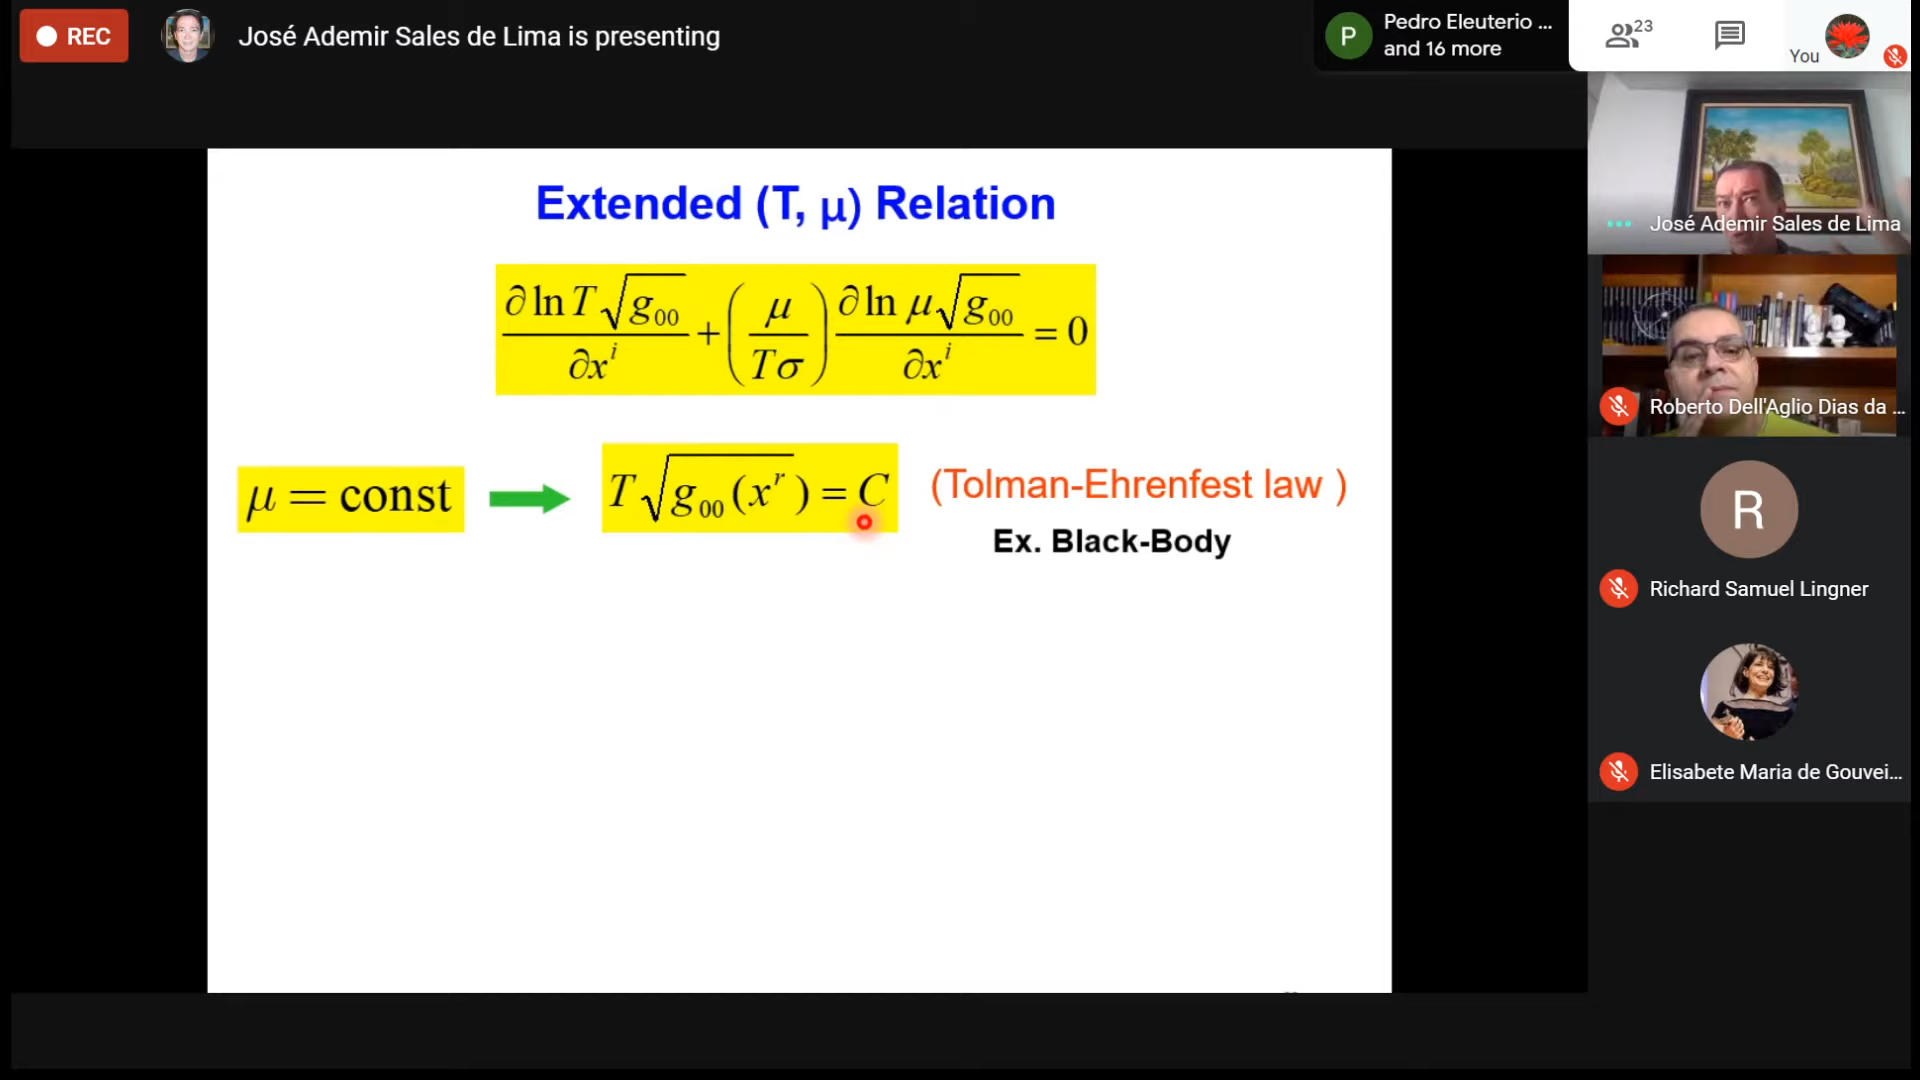 REC
José Ademir Sales de Lima is presenting
P
Pedro Eleuterio ...
and 16 more
23
You
Extended (T, μ) Relation
∂ ln T√g₀₀ / ∂xⁱ + (μ / Tσ) ∂ ln μ√g₀₀ / ∂xⁱ = 0
μ = const
T√g₀₀(xʳ) = C
(Tolman-Ehrenfest law )
Ex. Black-Body
José Ademir Sales de Lima
Roberto Dell'Aglio Dias da ...
R
Richard Samuel Lingner
Elisabete Maria de Gouvei...